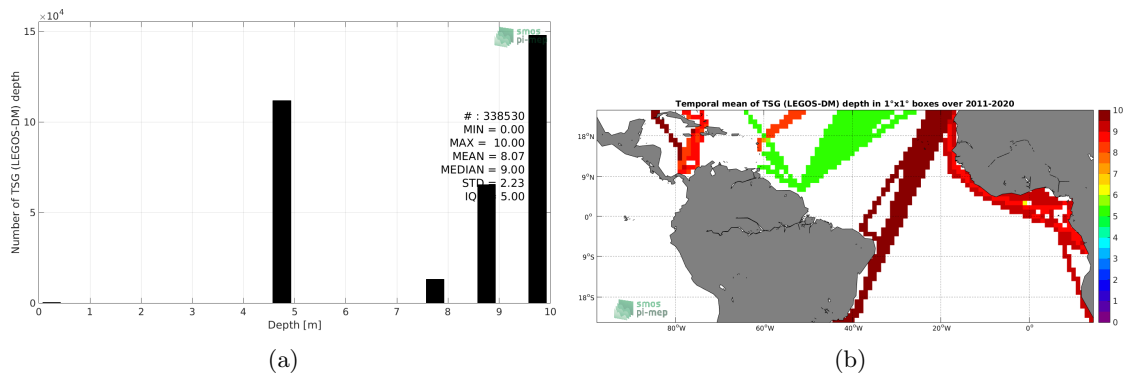 ×10⁴
15
10
5
0
Number of TSG (LEGOS-DM) depth
smos
pi-mep
# : 338530
MIN = 0.00
MAX = 10.00
MEAN = 8.07
MEDIAN = 9.00
STD = 2.23
IQ 5.00
0 1 2 3 4 5 6 7 8 9 10
Depth [m]
(a)
Temporal mean of TSG (LEGOS-DM) depth in 1°x1° boxes over 2011-2020
18°N
9°N
0°
9°S
18°S
80°W 60°W 40°W 20°W 0°
smos
pi-mep
10
9
8
7
6
5
4
3
2
1
0
(b)